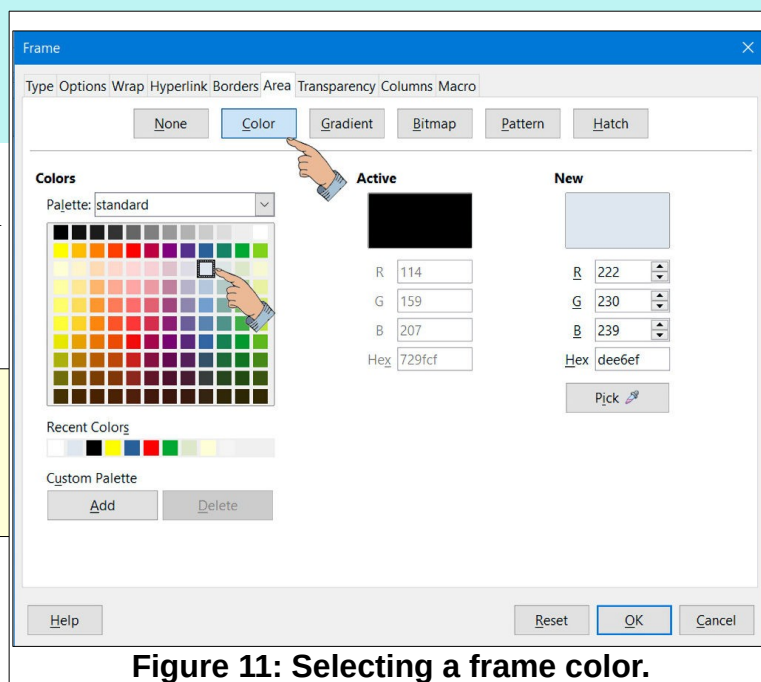 Frame
Type Options Wrap Hyperlink Borders Area Transparency Columns Macro
None Color Gradient Bitmap Pattern Hatch
Colors Active New
Palette: standard
R 114 R 222
G 159 G 230
B 207 B 239
Hex 729fcf Hex dee6ef
Pick
Recent Colors
Custom Palette
Add Delete
Help Reset OK Cancel
Figure 11: Selecting a frame color.